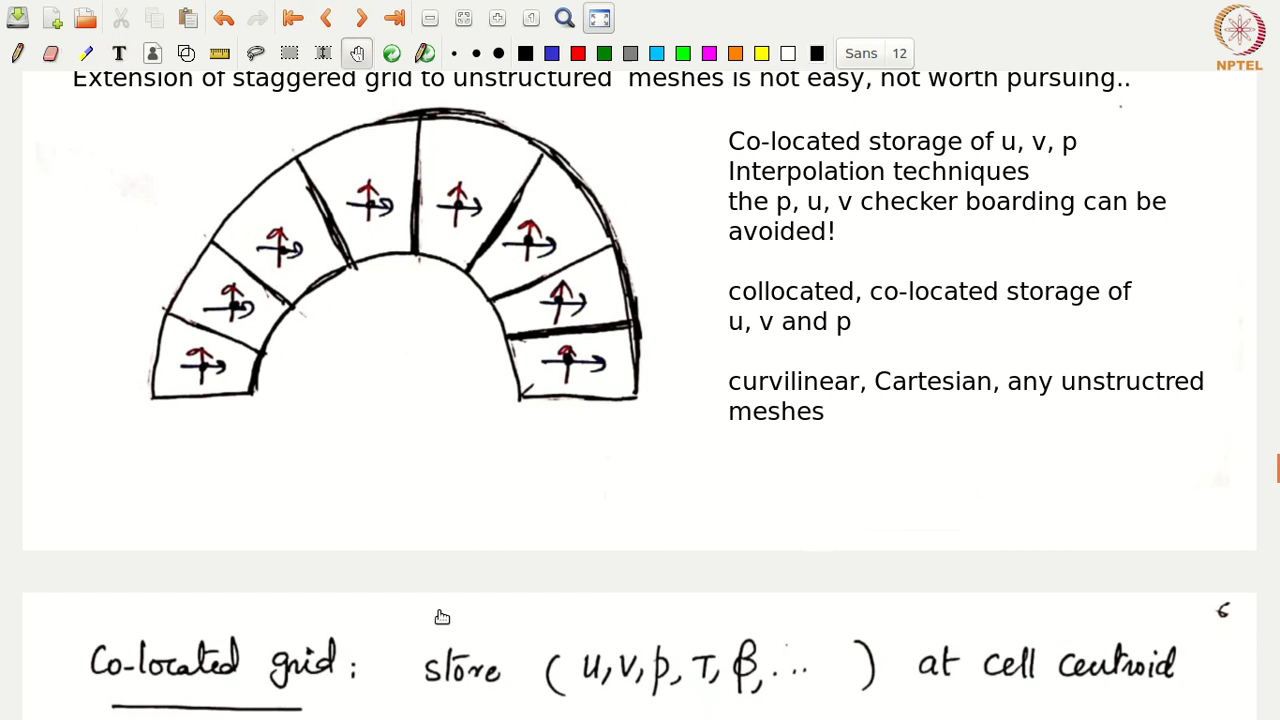 Sans 12
NPTEL
Extension of staggered grid to unstructured meshes is not easy, not worth pursuing..
Co-located storage of u, v, p
Interpolation techniques
the p, u, v checker boarding can be
avoided!
collocated, co-located storage of
u, v and p
curvilinear, Cartesian, any unstructred
meshes
6
Co-located grid: store (u, v, p, T, β, ... ) at cell centroid